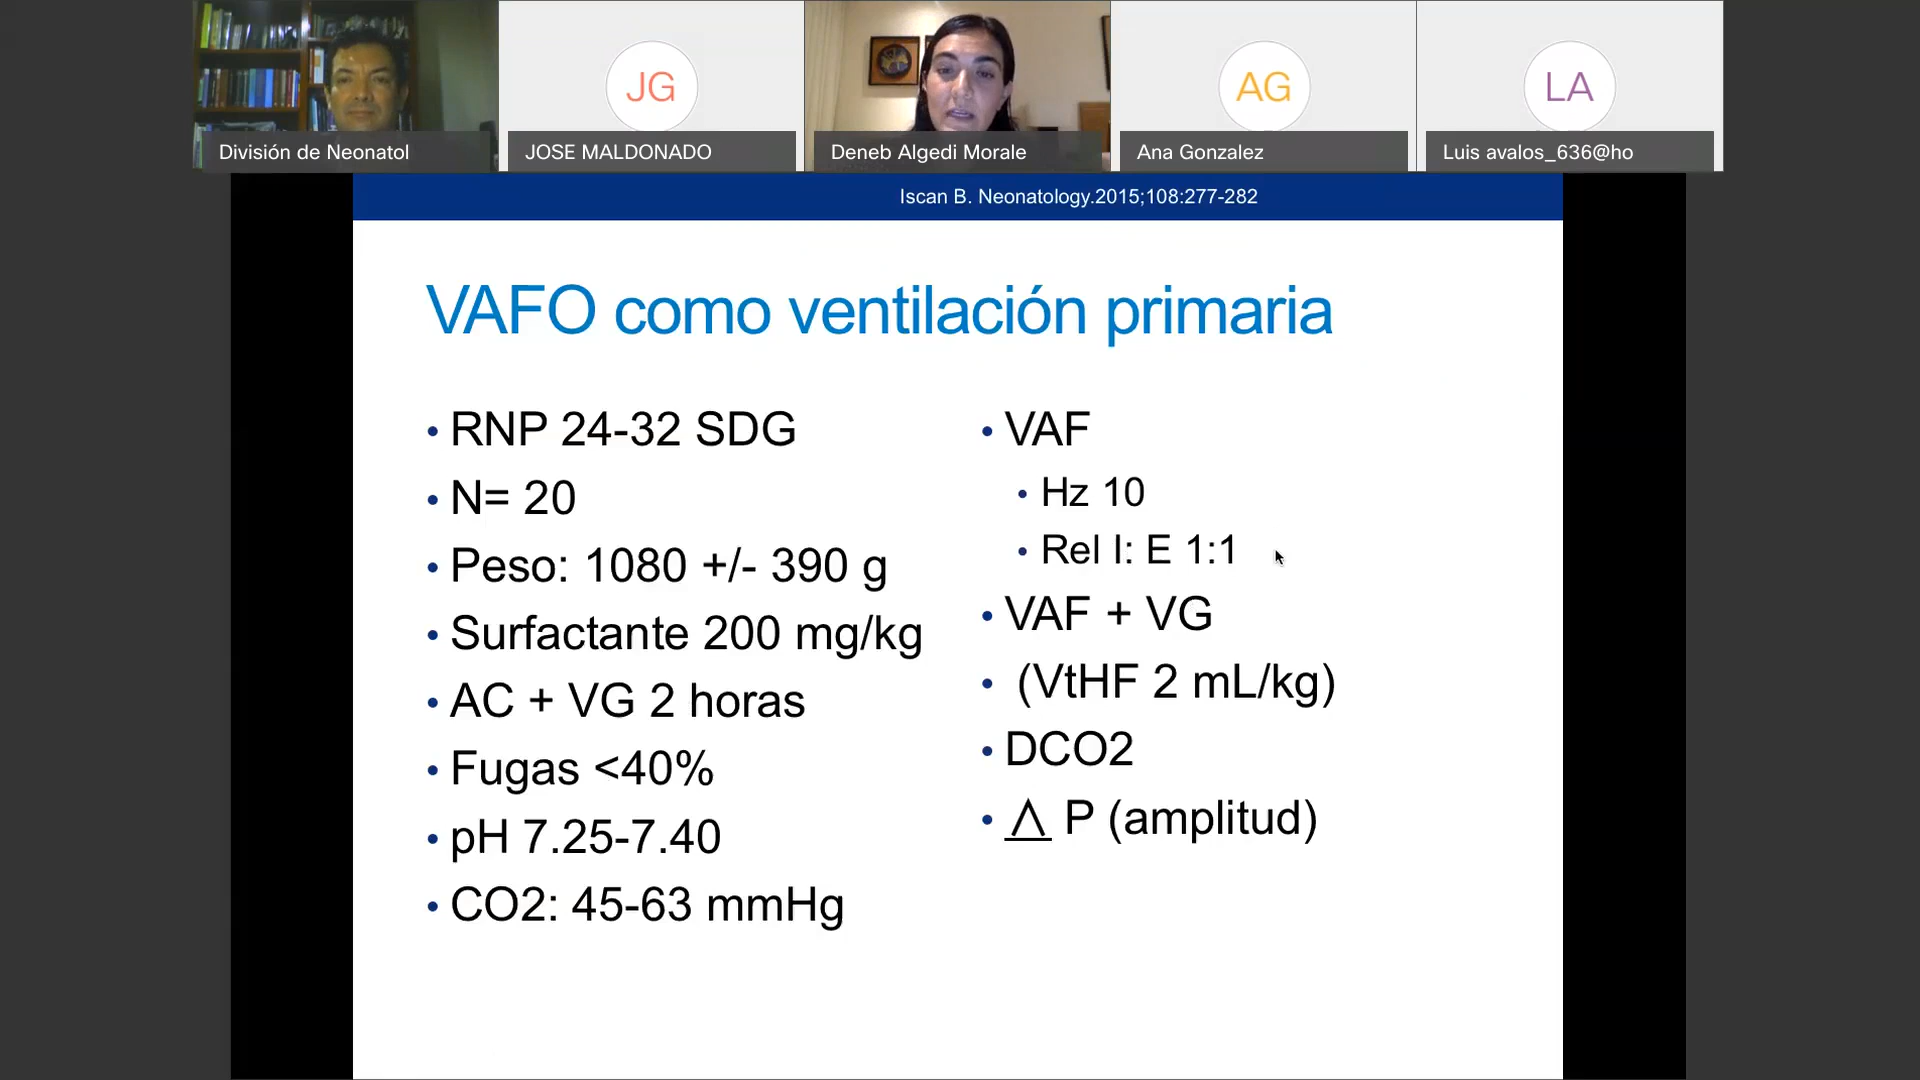 División de Neonatol
JG
JOSE MALDONADO
Deneb Algedi Morale
AG
Ana Gonzalez
LA
Luis avalos_636@ho
Iscan B. Neonatology.2015;108:277-282
VAFO como ventilación primaria
• RNP 24-32 SDG
• N= 20
• Peso: 1080 +/- 390 g
• Surfactante 200 mg/kg
• AC + VG 2 horas
• Fugas <40%
• pH 7.25-7.40
• CO2: 45-63 mmHg
• VAF
• Hz 10
• Rel I: E 1:1
• VAF + VG
• (VtHF 2 mL/kg)
• DCO2
• Λ P (amplitud)